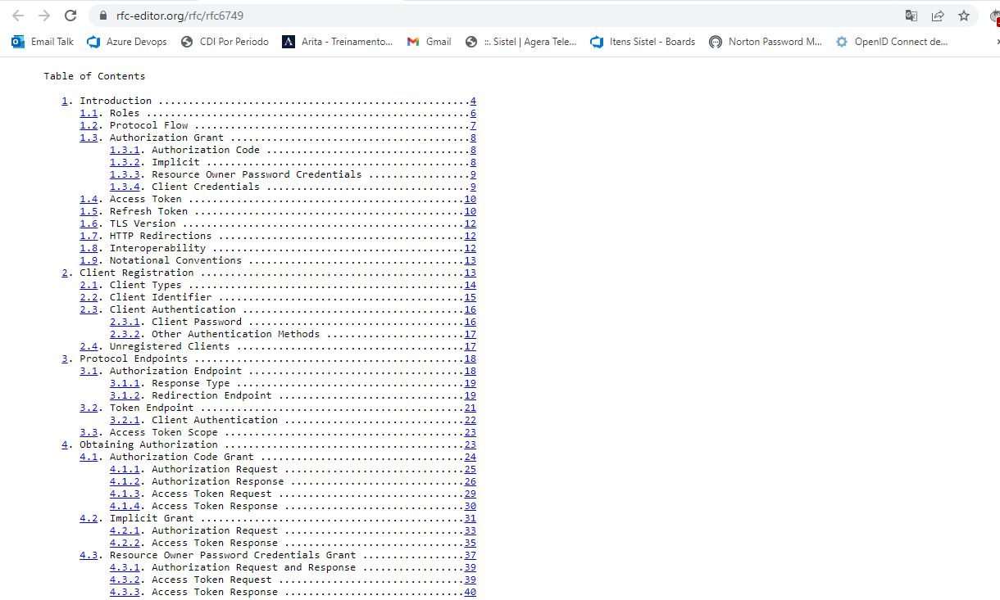 rfc-editor.org/rfc/rfc6749
Email Talk Azure Devops CDI Por Periodo Arita - Treinamento... Gmail ::. Sistel | Agera Tele... Itens Sistel - Boards Norton Password M... OpenID Connect de...
Table of Contents
1. Introduction ....................................................4
1.1. Roles ......................................................6
1.2. Protocol Flow ..............................................7
1.3. Authorization Grant ........................................8
1.3.1. Authorization Code ..................................8
1.3.2. Implicit ............................................8
1.3.3. Resource Owner Password Credentials .................9
1.3.4. Client Credentials ..................................9
1.4. Access Token ..............................................10
1.5. Refresh Token .............................................10
1.6. TLS Version ...............................................12
1.7. HTTP Redirections .........................................12
1.8. Interoperability ..........................................12
1.9. Notational Conventions ....................................13
2. Client Registration ............................................13
2.1. Client Types ..............................................14
2.2. Client Identifier .........................................15
2.3. Client Authentication .....................................16
2.3.1. Client Password ....................................16
2.3.2. Other Authentication Methods .......................17
2.4. Unregistered Clients ......................................17
3. Protocol Endpoints .............................................18
3.1. Authorization Endpoint ....................................18
3.1.1. Response Type ......................................19
3.1.2. Redirection Endpoint ...............................19
3.2. Token Endpoint ............................................21
3.2.1. Client Authentication ..............................22
3.3. Access Token Scope ........................................23
4. Obtaining Authorization ........................................23
4.1. Authorization Code Grant ..................................24
4.1.1. Authorization Request ..............................25
4.1.2. Authorization Response .............................26
4.1.3. Access Token Request ...............................29
4.1.4. Access Token Response ..............................30
4.2. Implicit Grant ............................................31
4.2.1. Authorization Request ..............................33
4.2.2. Access Token Response ..............................35
4.3. Resource Owner Password Credentials Grant .................37
4.3.1. Authorization Request and Response .................39
4.3.2. Access Token Request ...............................39
4.3.3. Access Token Response ..............................40